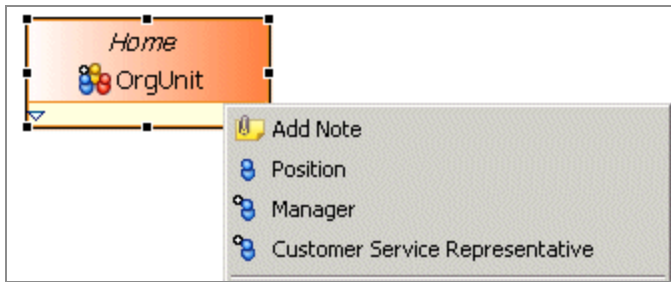 Home
OrgUnit
Add Note
Position
Manager
Customer Service Representative